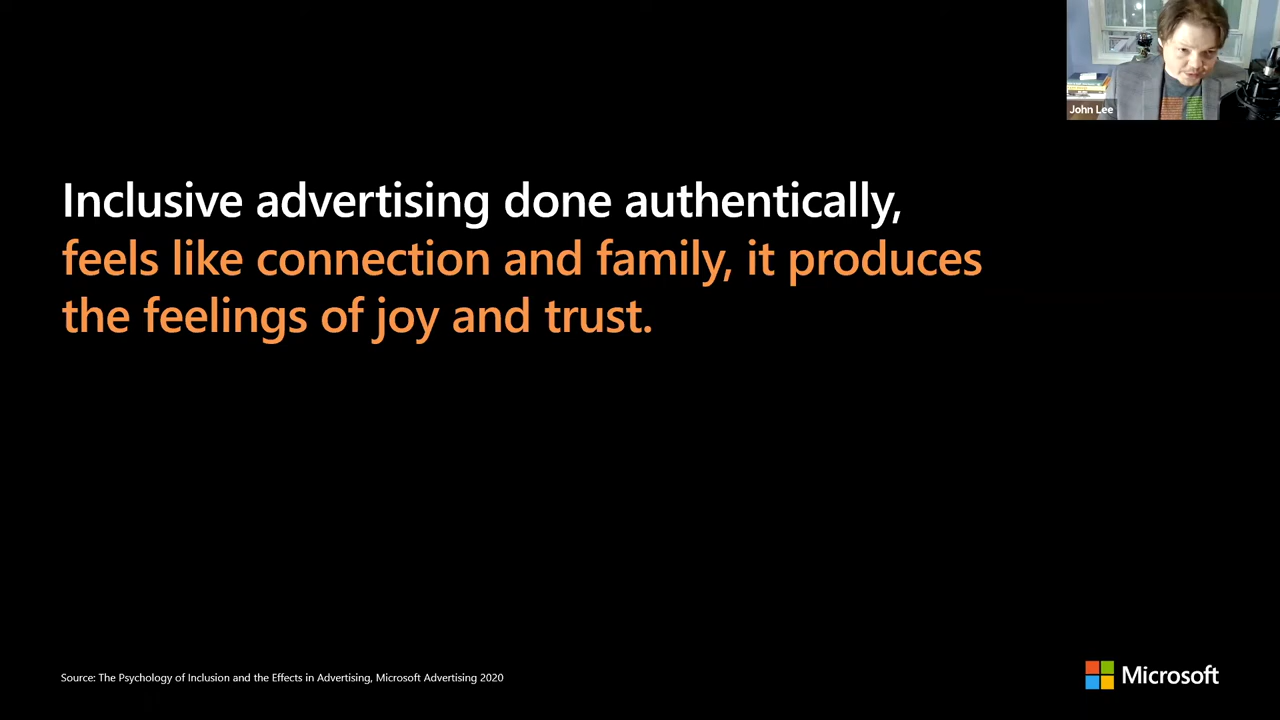 John Lee
Inclusive advertising done authentically,
feels like connection and family, it produces
the feelings of joy and trust.
Source: The Psychology of Inclusion and the Effects in Advertising, Microsoft Advertising 2020
Microsoft